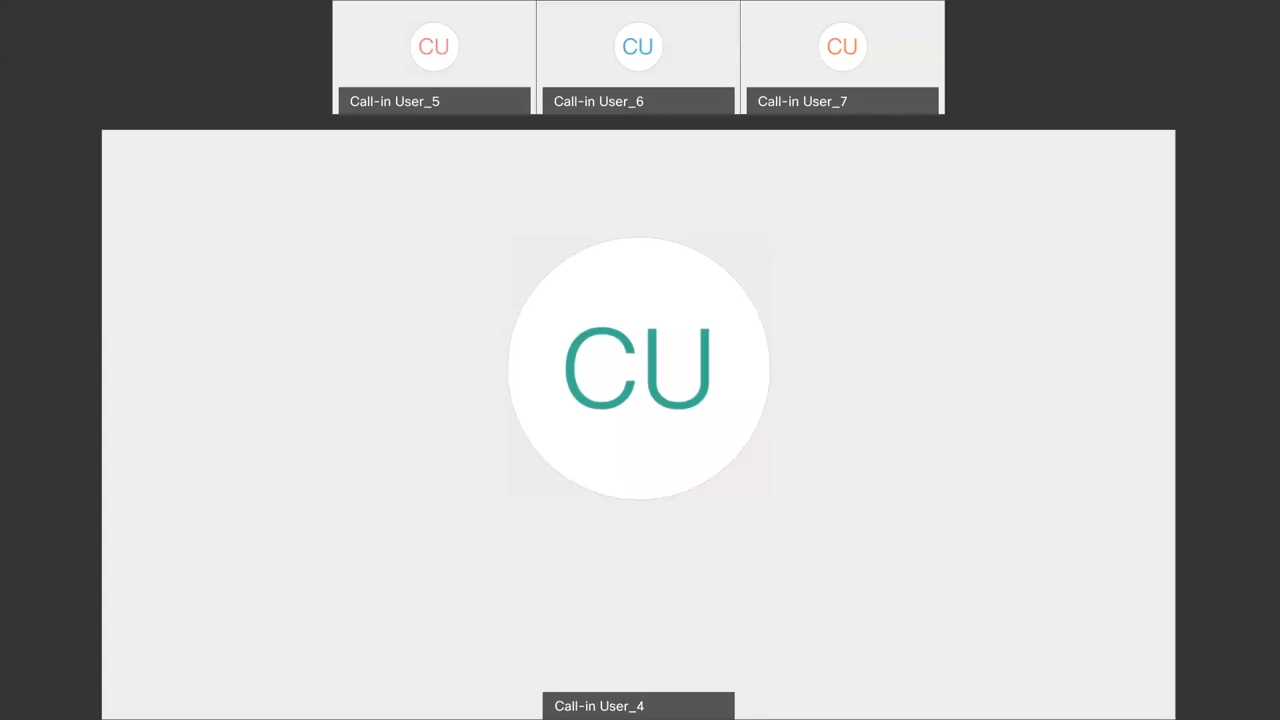 CU
CU
CU
Call-in User_5
Call-in User_6
Call-in User_7
CU
Call-in User_4